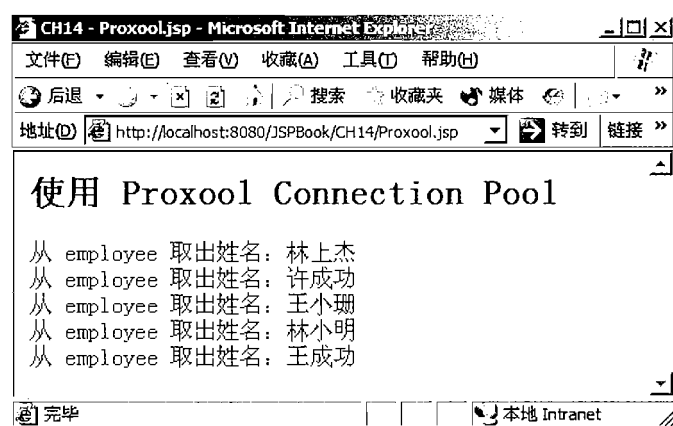 CH14 - Proxool.jsp - Microsoft Internet Explorer
文件(F) 编辑(E) 查看(V) 收藏(A) 工具(T) 帮助(H)
后退 搜索 收藏夹 媒体 »
地址(D) http://localhost:8080/JSPBook/CH14/Proxool.jsp 转到 链接 »
使用 Proxool Connection Pool
从 employee 取出姓名：林上杰
从 employee 取出姓名：许成功
从 employee 取出姓名：王小珊
从 employee 取出姓名：林小明
从 employee 取出姓名：王成功
完毕 本地 Intranet